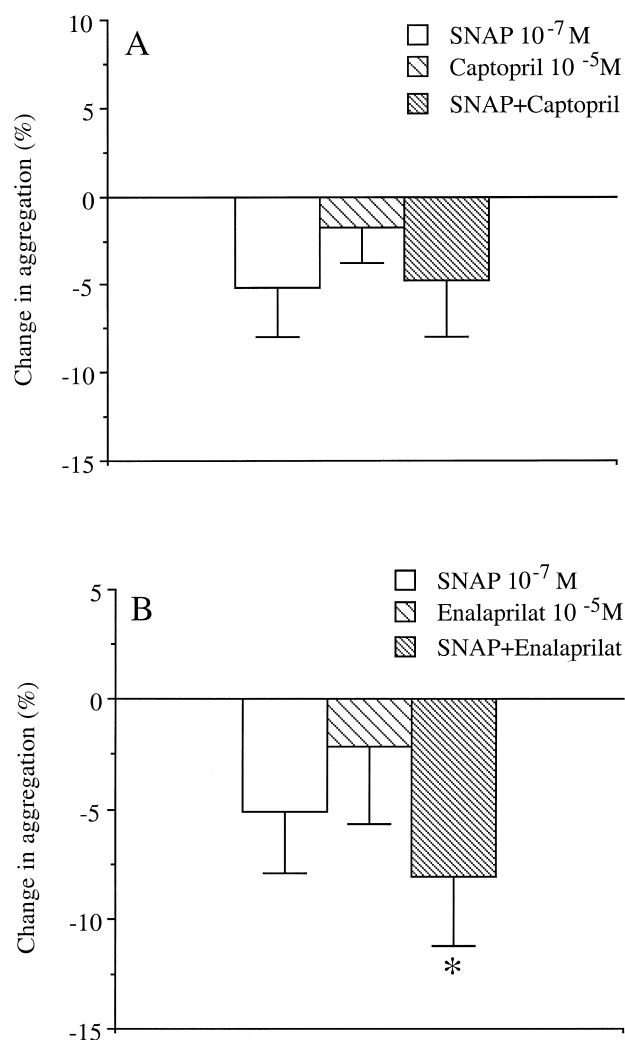 A
SNAP 10-7 M
Captopril 10 -5M
SNAP+Captopril
Change in aggregation (%)
10
5
0
-5
-10
-15
B
SNAP 10-7 M
Enalaprilat 10 -5M
SNAP+Enalaprilat
Change in aggregation (%)
5
0
-5
-10
-15
*